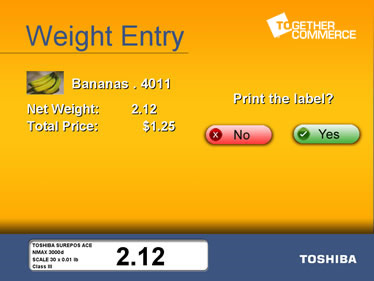 Weight Entry
TOGETHER
COMMERCE
Bananas . 4011
Net Weight: 2.12
Total Price: $1.25
Print the label?
X No
Yes
TOSHIBA SUREPOS ACE
NMAX 3000d
SCALE 30 x 0.01 lb
Class III
2.12
TOSHIBA